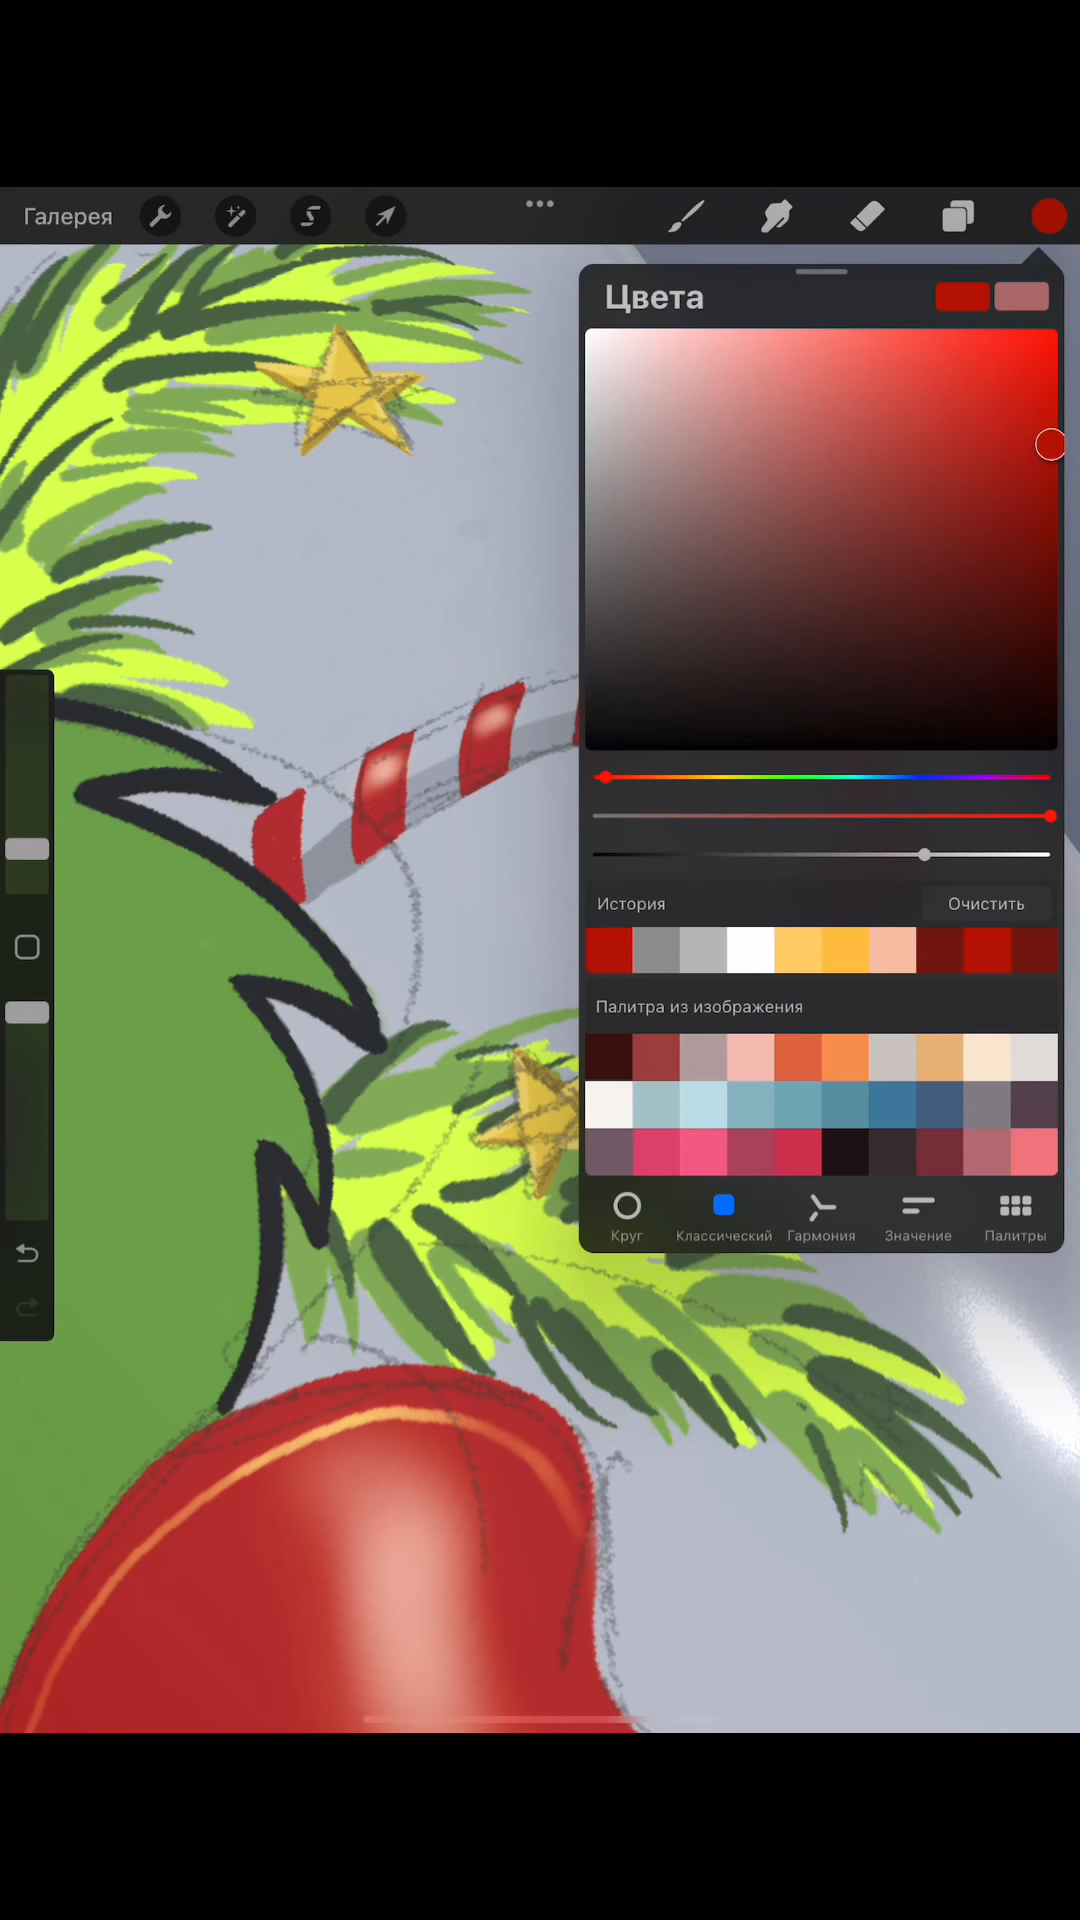 Галерея
Цвета
История
Очистить
Палитра из изображения
Круг
Классический
Гармония
Значение
Палитры